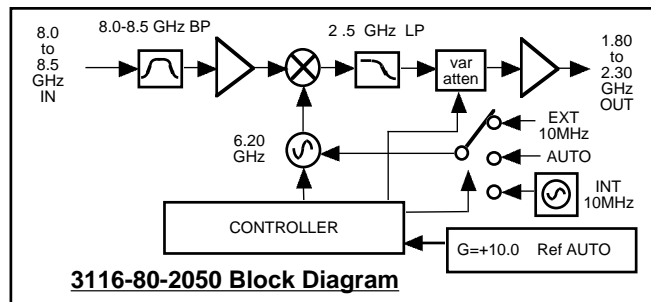 8.0
to
8.5
GHz
IN
8.0-8.5 GHz BP
2 .5 GHz LP
var
atten
1.80
to
2.30
GHz
OUT
6.20
GHz
EXT
10MHz
AUTO
INT
10MHz
CONTROLLER
G=+10.0 Ref AUTO
3116-80-2050 Block Diagram